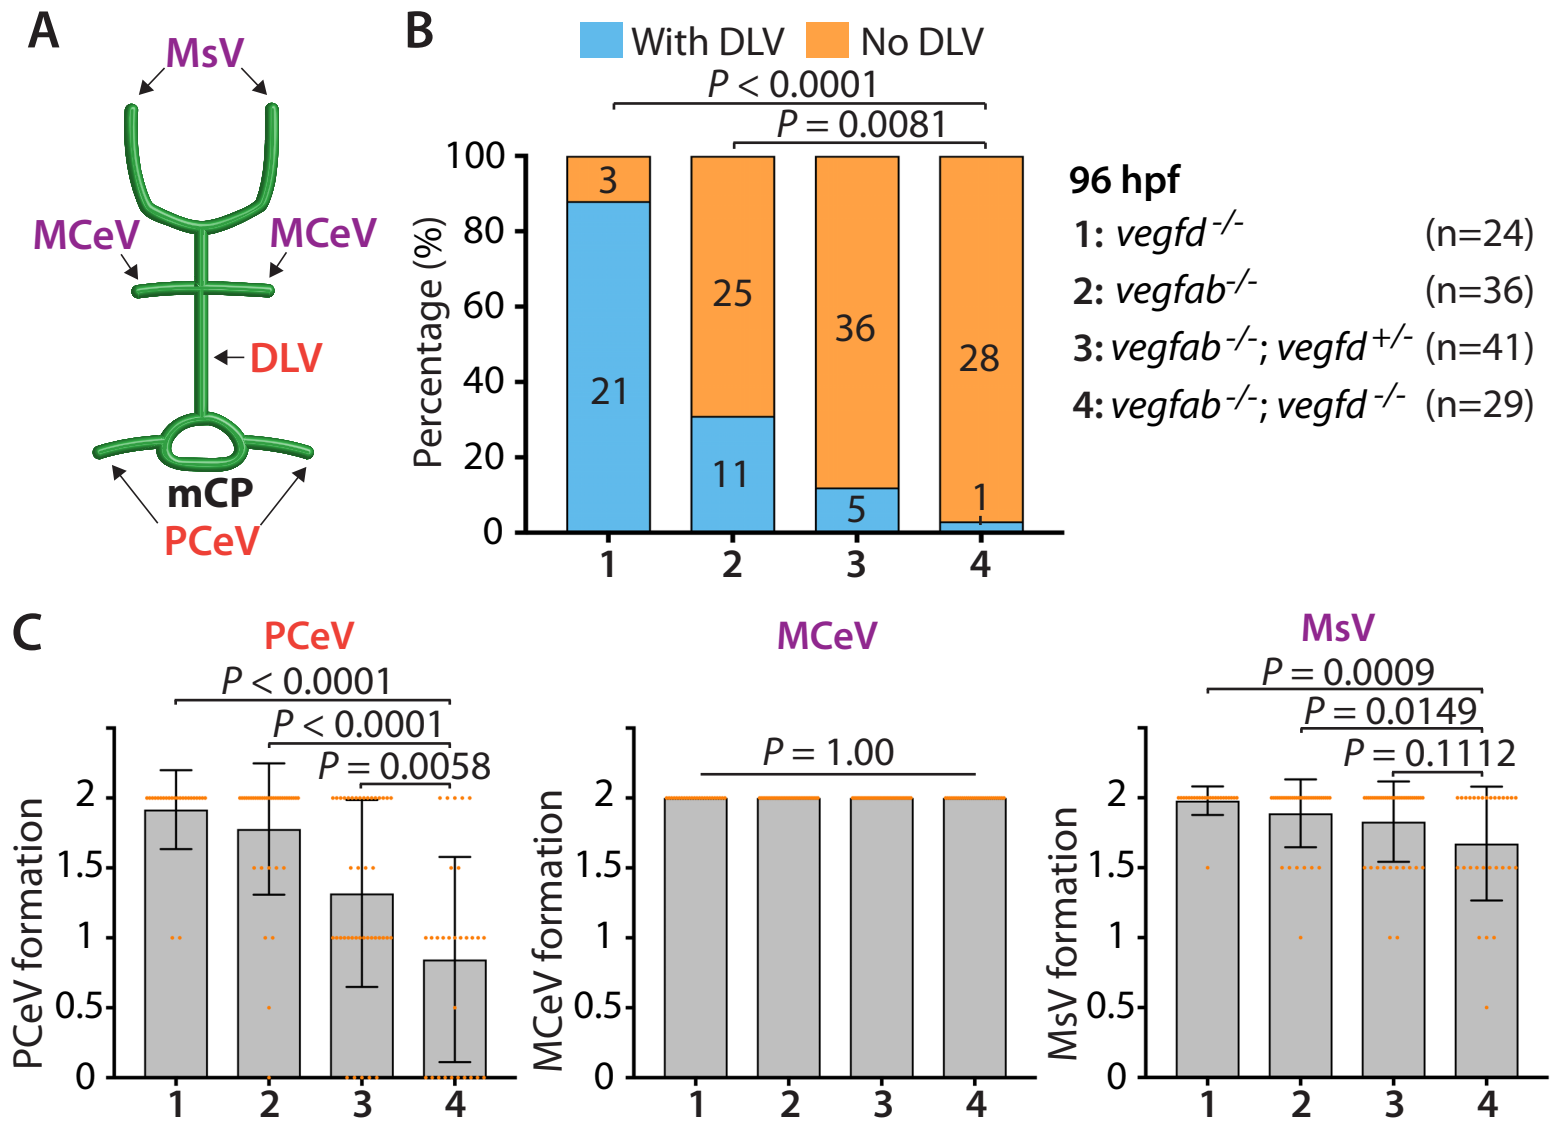 A
MsV
MCeV
MCeV
DLV
mCP
PCeV
B
With DLV
No DLV
P < 0.0001
P = 0.0081
Percentage (%)
100
80
60
40
20
0
3
21
25
11
36
5
28
1
1
2
3
4
96 hpf
1: vegfd -/- (n=24)
2: vegfab-/- (n=36)
3: vegfab-/-; vegfd+/- (n=41)
4: vegfab-/-; vegfd-/- (n=29)
C
PCeV
P < 0.0001
P < 0.0001
P = 0.0058
PCeV formation
2
1.5
1
0.5
0
1
2
3
4
MCeV
P = 1.00
MCeV formation
2
1.5
1
0.5
0
1
2
3
4
MsV
P = 0.0009
P = 0.0149
P = 0.1112
MsV formation
2
1.5
1
0.5
0
1
2
3
4